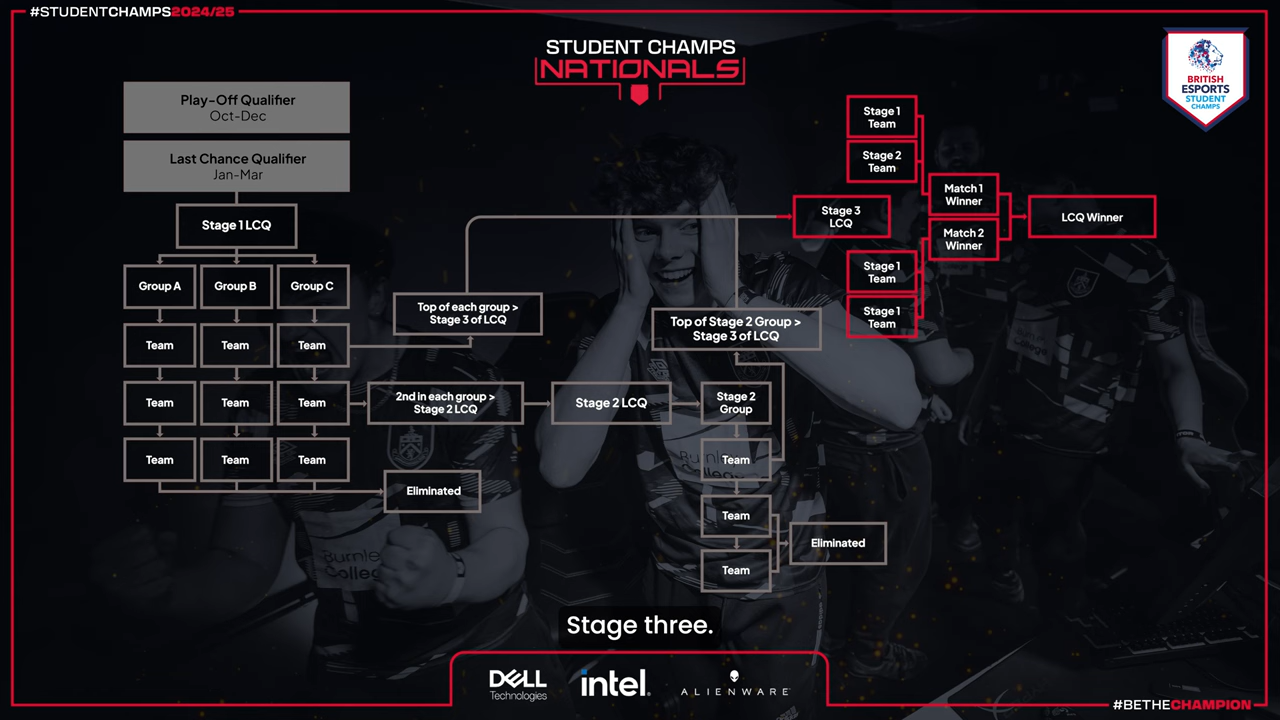 #STUDENTCHAMPS2024/25
STUDENT CHAMPS
NATIONALS
BRITISH
ESPORTS
STUDENT
CHAMPS
Play-Off Qualifier
Oct-Dec
Last Chance Qualifier
Jan-Mar
Stage 1 LCQ
Group A
Group B
Group C
Team
Team
Team
Team
Team
Team
Team
Team
Team
Eliminated
Top of each group >
Stage 3 of LCQ
2nd in each group >
Stage 2 LCQ
Stage 2 LCQ
Stage 2
Group
Team
Team
Team
Eliminated
Top of Stage 2 Group >
Stage 3 of LCQ
Stage 3
LCQ
Stage 1
Team
Stage 2
Team
Stage 1
Team
Stage 1
Team
Match 1
Winner
Match 2
Winner
LCQ Winner
Burnley
College
Stage three.
DELL
Technologies
intel.
ALIENWARE
#BETHECHAMPION